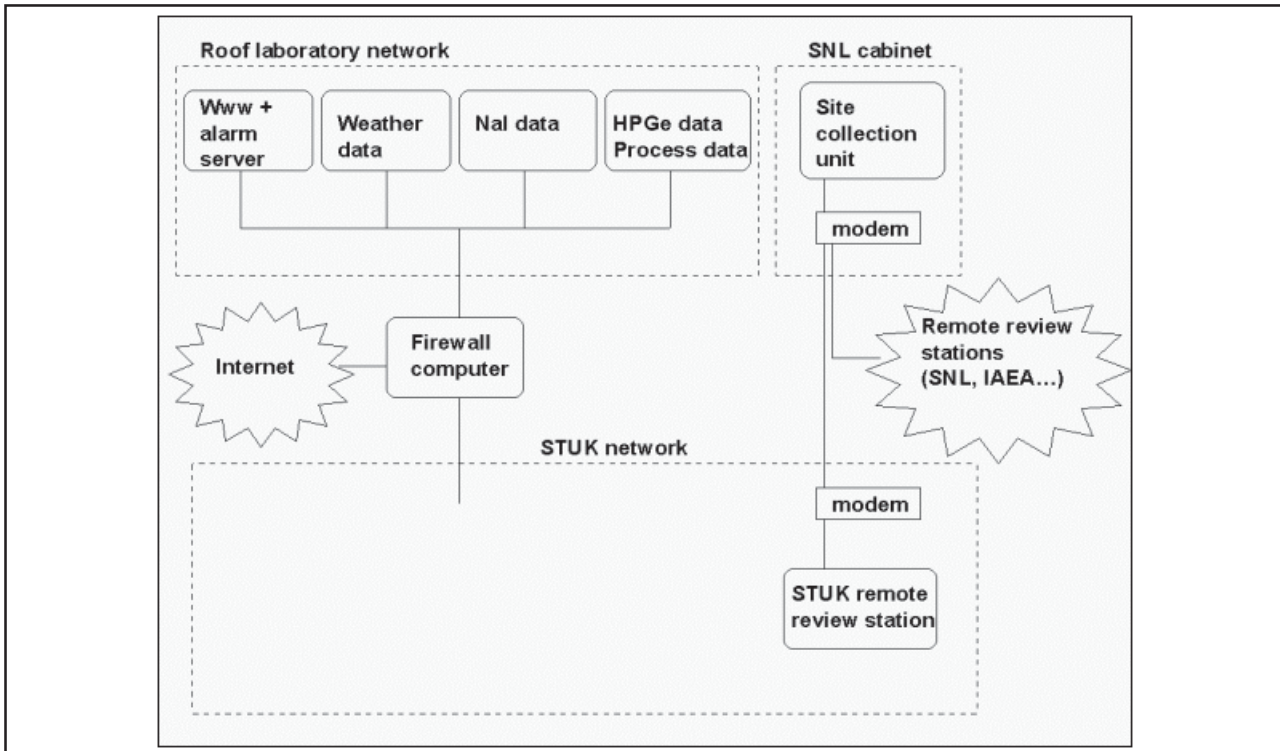 Roof laboratory network
SNL cabinet
Www +
alarm
server
Weather
data
NaI data
HPGe data
Process data
Site
collection
unit
modem
Internet
Firewall
computer
Remote review
stations
(SNL, IAEA...)
STUK network
modem
STUK remote
review station